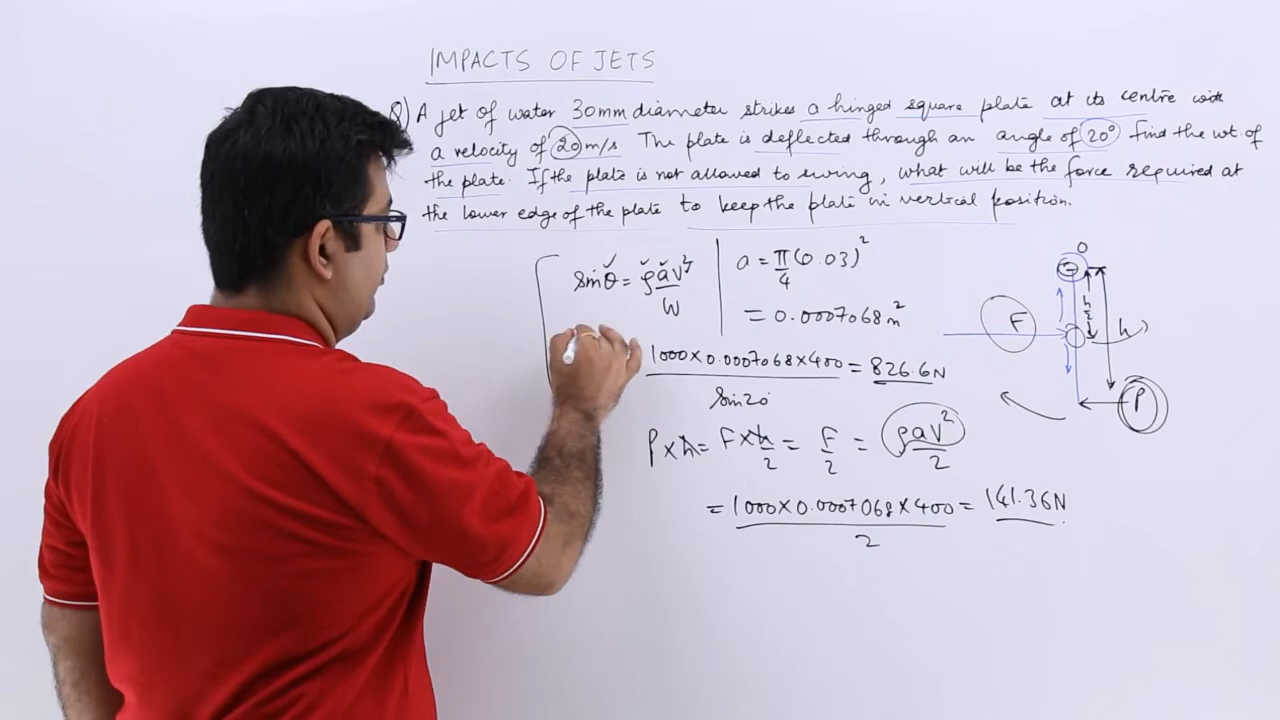 IMPACTS OF JETS
Q) A jet of water 30mm diameter strikes a hinged square plate at its centre with
a velocity of 20 m/s The plate is deflected through an angle of 20° find the wt. of
the plate. If the plate is not allowed to swing, what will be the force required at
the lower edge of the plate to keep the plate in vertical position.
sinθ = ρaV²/W
a = π/4 (0.03)²
= 0.0007068 m²
1000×0.0007068×400/sin20 = 826.6N
P×h = F×h/2 = F/2 = ρaV²/2
= 1000×0.0007068×400/2 = 141.36N
O
F
h/2
h
P